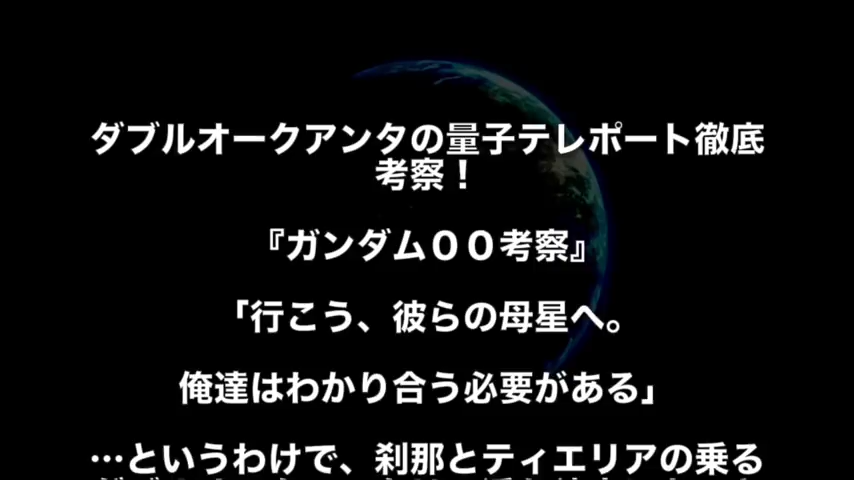 ダブルオークアンタの量子テレポート徹底
考察！
『ガンダム００考察』
「行こう、彼らの母星へ。
俺達はわかり合う必要がある」
…というわけで、刹那とティエリアの乗る